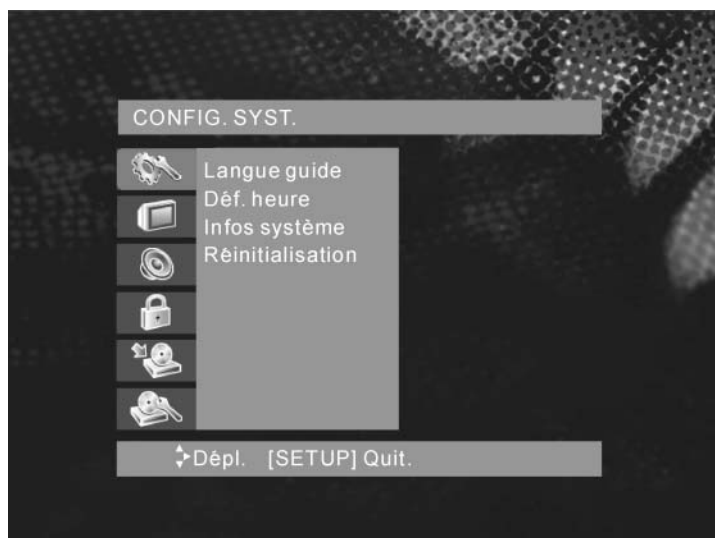 CONFIG. SYST.
Langue guide
Déf. heure
Infos système
Réinitialisation
Dépl. [SETUP] Quit.